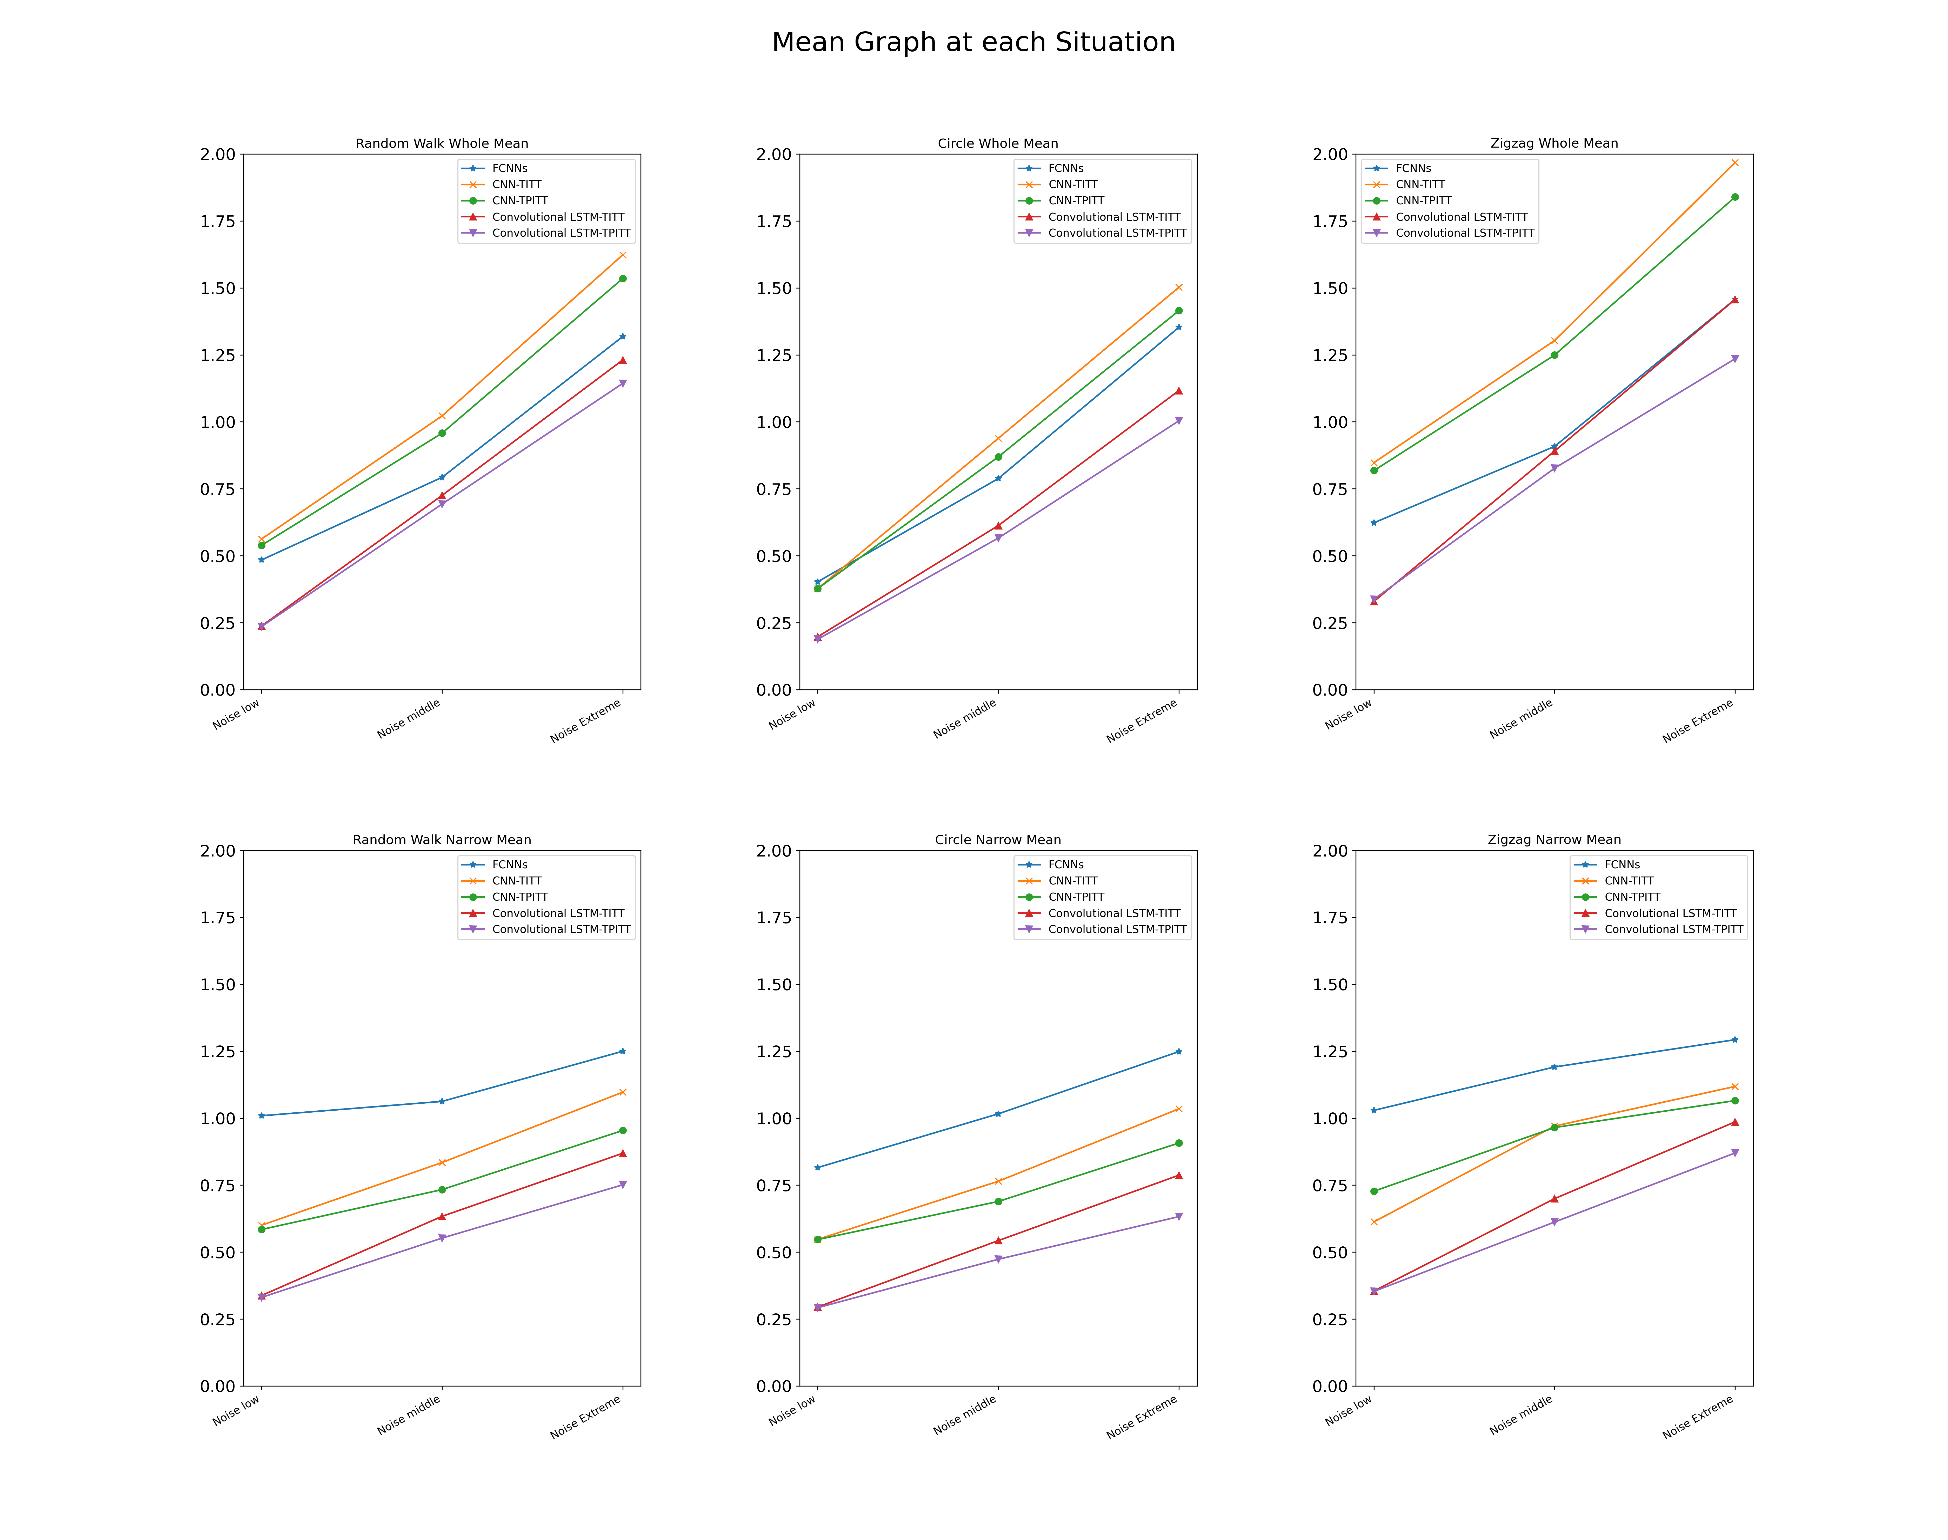 Mean Graph at each Situation
Random Walk Whole Mean
2.00
1.75
1.50
1.25
1.00
0.75
0.50
0.25
0.00
FCNNs
CNN-TITT
CNN-TPITT
Convolutional LSTM-TITT
Convolutional LSTM-TPITT
Noise low
Noise middle
Noise Extreme
Circle Whole Mean
2.00
1.75
1.50
1.25
1.00
0.75
0.50
0.25
0.00
FCNNs
CNN-TITT
CNN-TPITT
Convolutional LSTM-TITT
Convolutional LSTM-TPITT
Noise low
Noise middle
Noise Extreme
Zigzag Whole Mean
2.00
1.75
1.50
1.25
1.00
0.75
0.50
0.25
0.00
FCNNs
CNN-TITT
CNN-TPITT
Convolutional LSTM-TITT
Convolutional LSTM-TPITT
Noise low
Noise middle
Noise Extreme
Random Walk Narrow Mean
2.00
1.75
1.50
1.25
1.00
0.75
0.50
0.25
0.00
FCNNs
CNN-TITT
CNN-TPITT
Convolutional LSTM-TITT
Convolutional LSTM-TPITT
Noise low
Noise middle
Noise Extreme
Circle Narrow Mean
2.00
1.75
1.50
1.25
1.00
0.75
0.50
0.25
0.00
FCNNs
CNN-TITT
CNN-TPITT
Convolutional LSTM-TITT
Convolutional LSTM-TPITT
Noise low
Noise middle
Noise Extreme
Zigzag Narrow Mean
2.00
1.75
1.50
1.25
1.00
0.75
0.50
0.25
0.00
FCNNs
CNN-TITT
CNN-TPITT
Convolutional LSTM-TITT
Convolutional LSTM-TPITT
Noise low
Noise middle
Noise Extreme